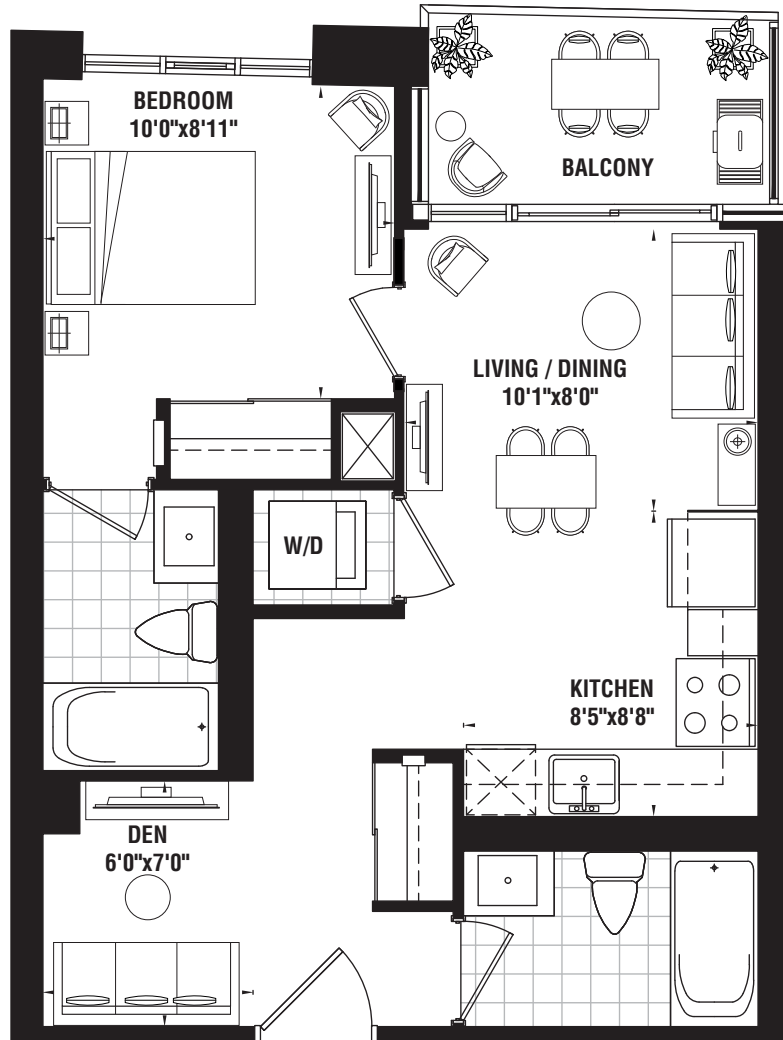 BEDROOM
10'0"x8'11"
BALCONY
LIVING / DINING
10'1"x8'0"
W/D
KITCHEN
8'5"x8'8"
DEN
6'0"x7'0"